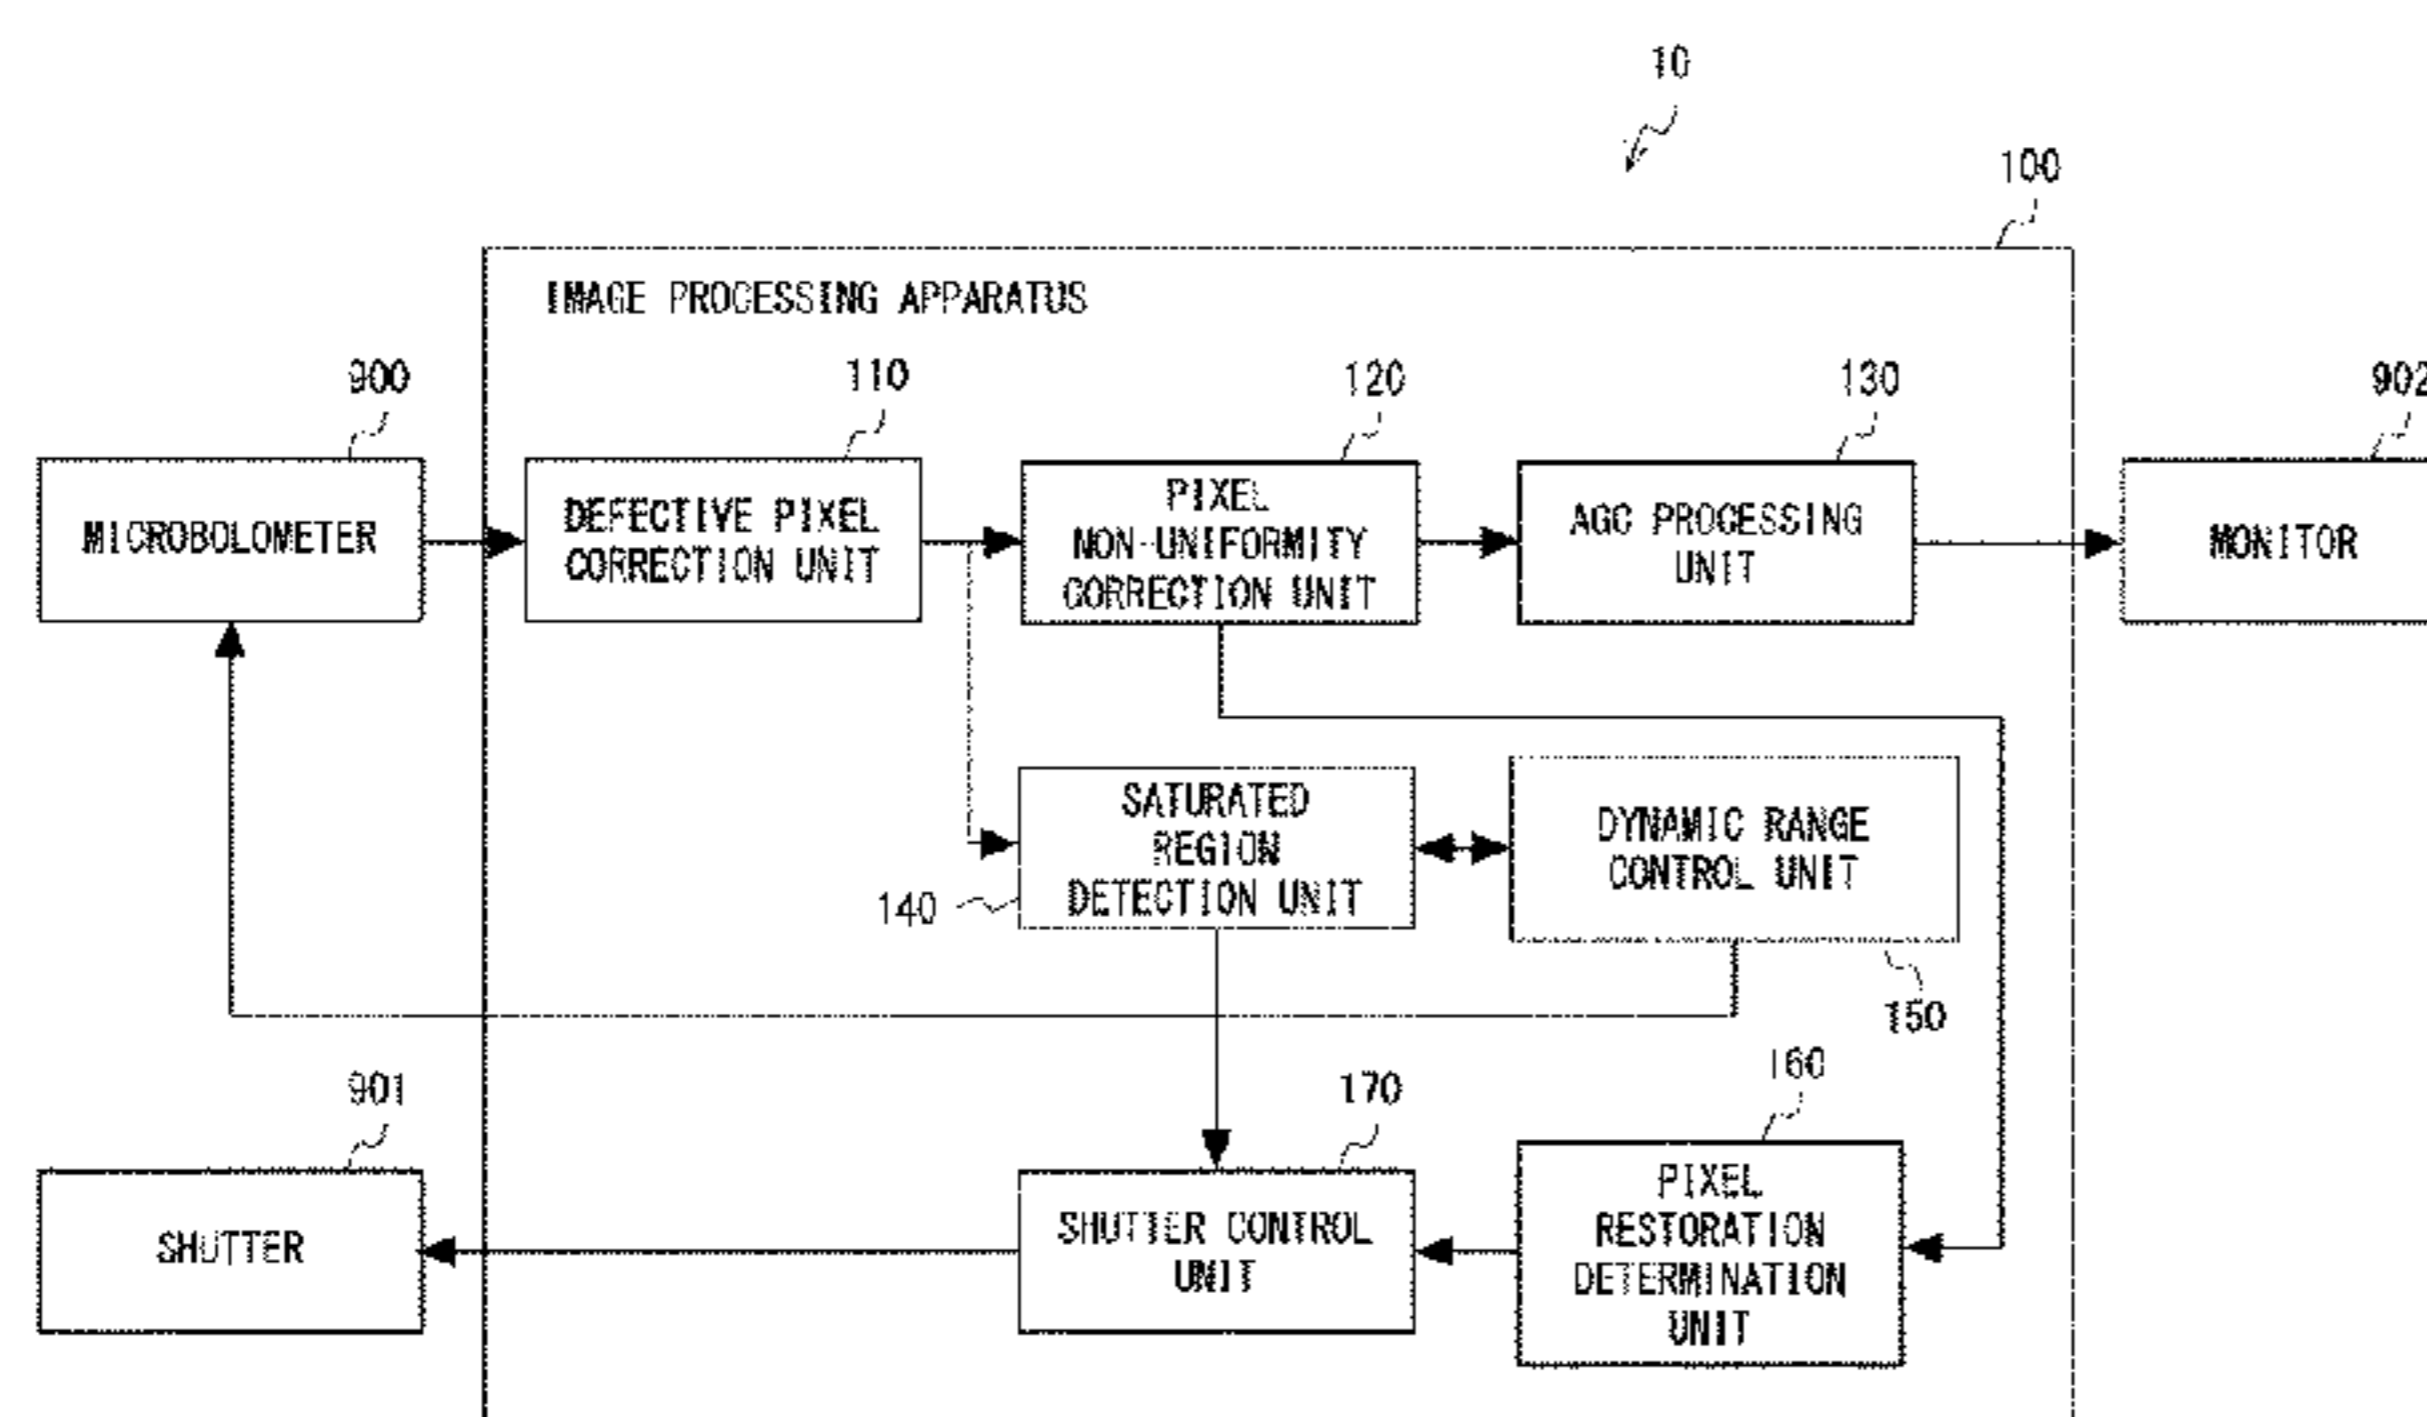 10
100
IMAGE PROCESSING APPARATUS
900
110
120
130
902
MICROBOLOMETER
DEFECTIVE PIXEL
CORRECTION UNIT
PIXEL
NON-UNIFORMITY
CORRECTION UNIT
AGC PROCESSING
UNIT
MONITOR
SATURATED
REGION
DETECTION UNIT
140
DYNAMIC RANGE
CONTROL UNIT
150
901
170
160
SHUTTER
SHUTTER CONTROL
UNIT
PIXEL
RESTORATION
DETERMINATION
UNIT